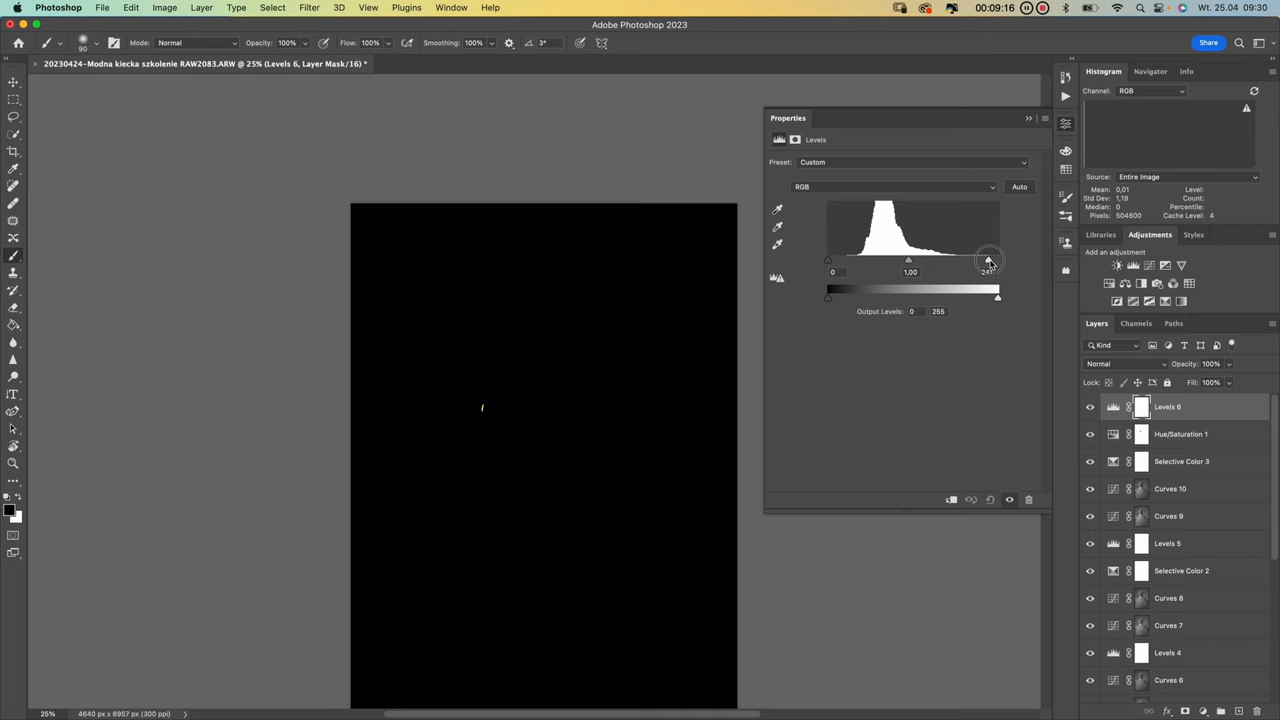 Photoshop File Edit Image Layer Type Select Filter 3D View Plugins Window Help 00:09:16 Wt. 25.04 09:30
Adobe Photoshop 2023
90 Mode: Normal Opacity: 100% Flow: 100% Smoothing: 100% 3° Share
20230424-Modna kiecka szkolenie RAW2083.ARW @ 25% (Levels 6, Layer Mask/16) *
Histogram Navigator Info
Channel: RGB
Source: Entire Image
Mean: 0,01 Level:
Std Dev: 1,19 Count:
Median: 0 Percentile:
Pixels: 504600 Cache Level: 4
Properties
Levels
Preset: Custom
RGB Auto
0 1,00
Output Levels: 0 255
Libraries Adjustments Styles
Add an adjustment
Layers Channels Paths
Kind
Normal Opacity: 100%
Lock: Fill: 100%
Levels 6
Hue/Saturation 1
Selective Color 3
Curves 10
Curves 9
Levels 5
Selective Color 2
Curves 8
Curves 7
Levels 4
Curves 6
25% 4640 px x 6957 px (300 ppi)